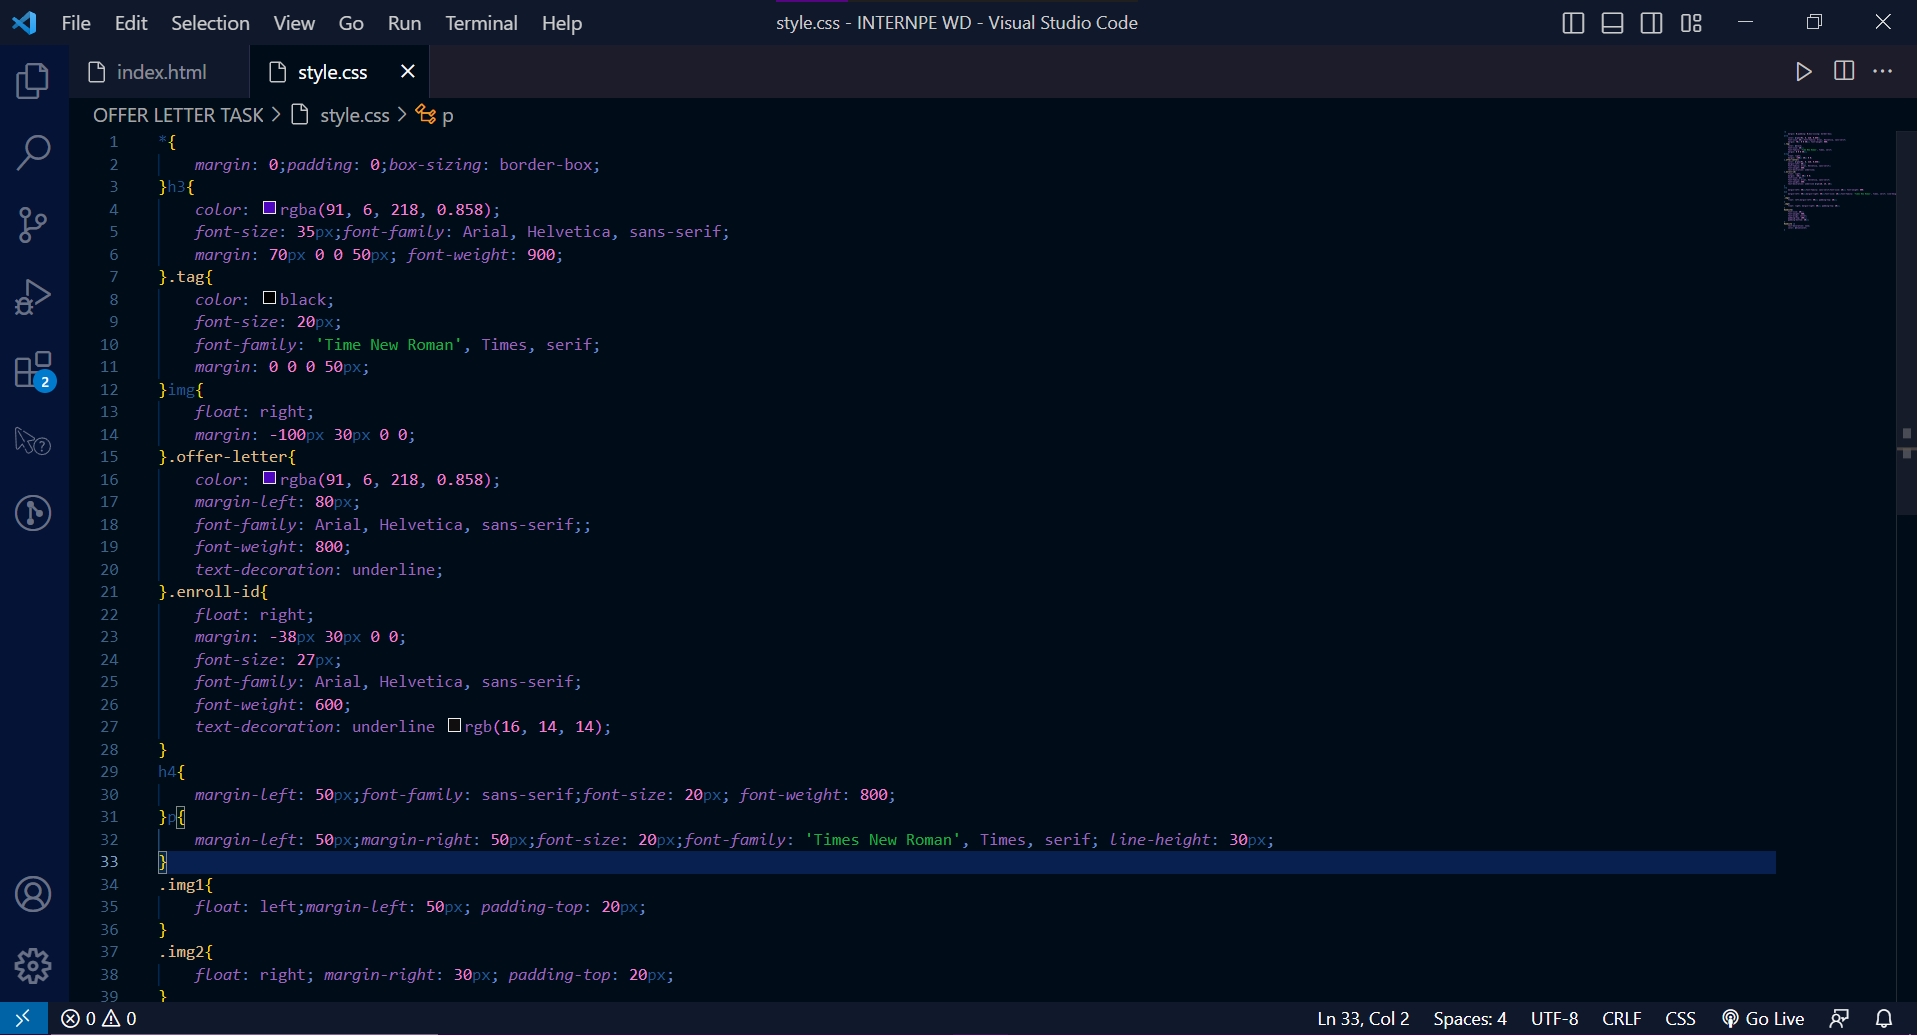 File Edit Selection View Go Run Terminal Help style.css - INTERNPE WD - Visual Studio Code
index.html style.css
OFFER LETTER TASK > style.css > p
1 *{
2 margin: 0;padding: 0;box-sizing: border-box;
3 }h3{
4 color: rgba(91, 6, 218, 0.858);
5 font-size: 35px;font-family: Arial, Helvetica, sans-serif;
6 margin: 70px 0 0 50px; font-weight: 900;
7 }.tag{
8 color: black;
9 font-size: 20px;
10 font-family: 'Time New Roman', Times, serif;
11 margin: 0 0 0 50px;
12 }img{
13 float: right;
14 margin: -100px 30px 0 0;
15 }.offer-letter{
16 color: rgba(91, 6, 218, 0.858);
17 margin-left: 80px;
18 font-family: Arial, Helvetica, sans-serif;;
19 font-weight: 800;
20 text-decoration: underline;
21 }.enroll-id{
22 float: right;
23 margin: -38px 30px 0 0;
24 font-size: 27px;
25 font-family: Arial, Helvetica, sans-serif;
26 font-weight: 600;
27 text-decoration: underline rgb(16, 14, 14);
28 }
29 h4{
30 margin-left: 50px;font-family: sans-serif;font-size: 20px; font-weight: 800;
31 }p{
32 margin-left: 50px;margin-right: 50px;font-size: 20px;font-family: 'Times New Roman', Times, serif; line-height: 30px;
33 }
34 .img1{
35 float: left;margin-left: 50px; padding-top: 20px;
36 }
37 .img2{
38 float: right; margin-right: 30px; padding-top: 20px;
39 }
2
0 0 Ln 33, Col 2 Spaces: 4 UTF-8 CRLF CSS Go Live